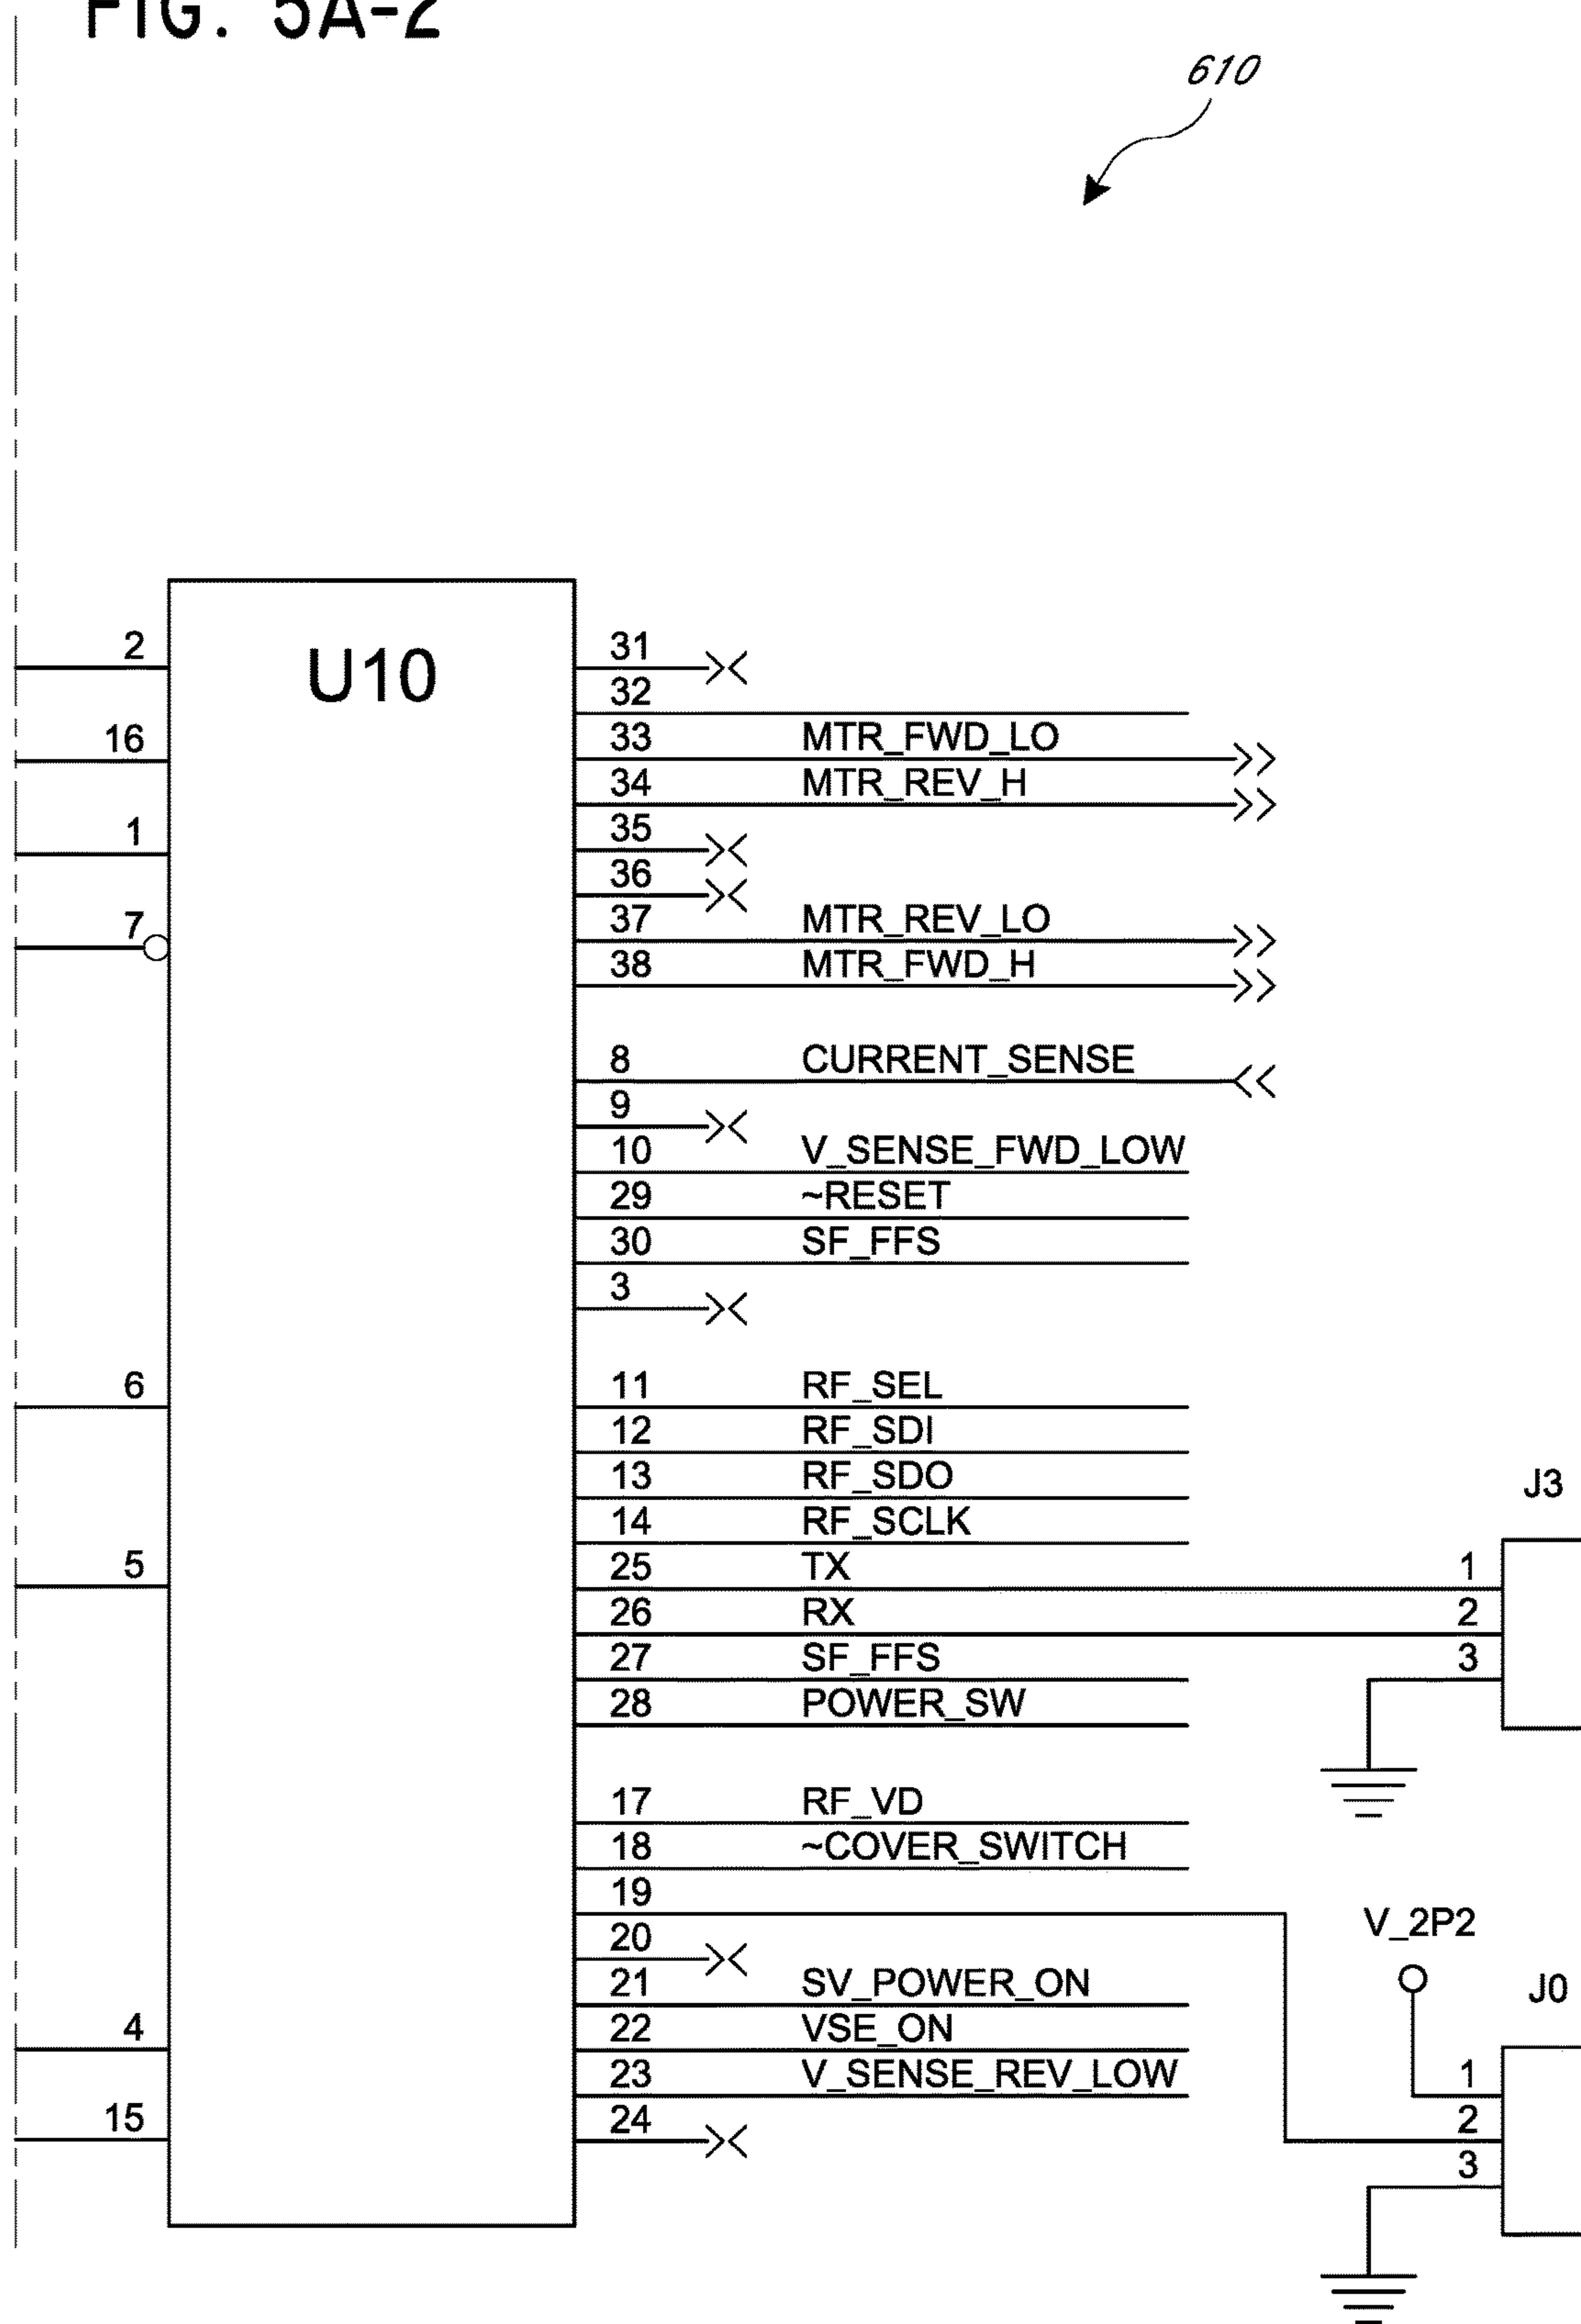 FIG. 5A-2
610
U10
2
16
1
7
6
5
4
15
31
32
33 MTR_FWD_LO
34 MTR_REV_H
35
36
37 MTR_REV_LO
38 MTR_FWD_H
8 CURRENT_SENSE
9
10 V_SENSE_FWD_LOW
29 ~RESET
30 SF_FFS
3
11 RF_SEL
12 RF_SDI
13 RF_SDO
14 RF_SCLK
25 TX
26 RX
27 SF_FFS
28 POWER_SW
17 RF_VD
18 ~COVER_SWITCH
19
20
21 SV_POWER_ON
22 VSE_ON
23 V_SENSE_REV_LOW
24
J3
1
2
3
V_2P2
J0
1
2
3